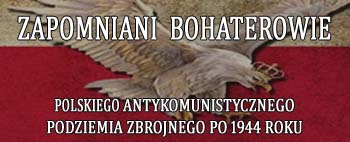 ZAPOMNIANI BOHATEROWIE
POLSKIEGO ANTYKOMUNISTYCZNEGO
PODZIEMIA ZBROJNEGO PO 1944 ROKU